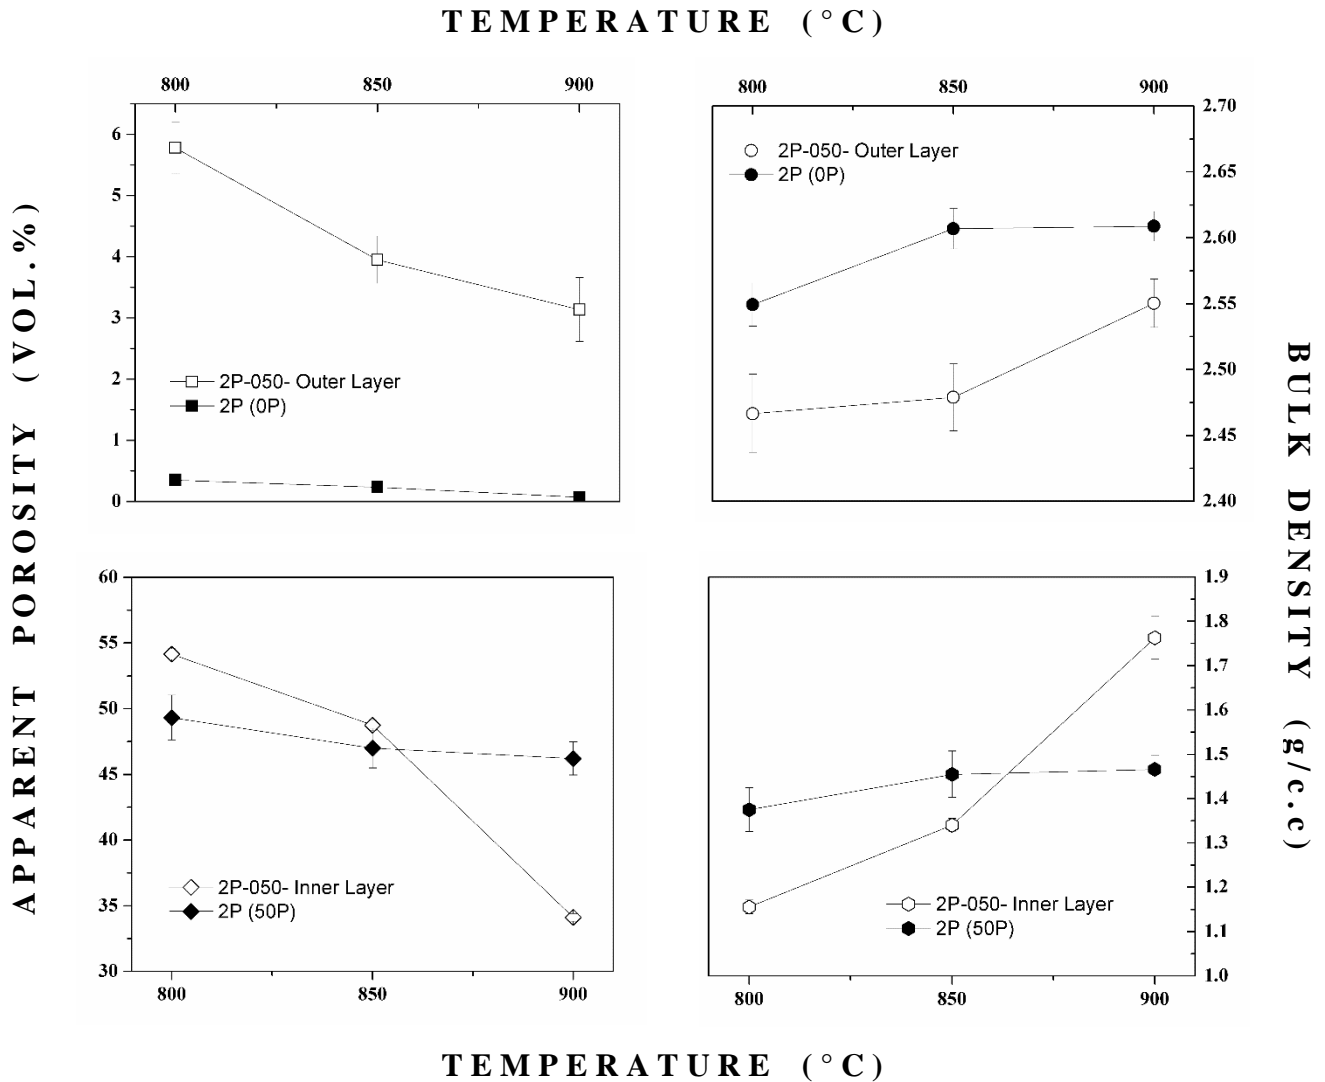 TEMPERATURE (°C)
800 850 900
6
5
4
3
2
1
0
2P-050- Outer Layer
2P (0P)
800 850 900
2.70
2.65
2.60
2.55
2.50
2.45
2.40
2P-050- Outer Layer
2P (0P)
APPARENT POROSITY (VOL.%)
BULK DENSITY (g/c.c)
60
55
50
45
40
35
30
2P-050- Inner Layer
2P (50P)
800 850 900
1.9
1.8
1.7
1.6
1.5
1.4
1.3
1.2
1.1
1.0
2P-050- Inner Layer
2P (50P)
800 850 900
TEMPERATURE (°C)